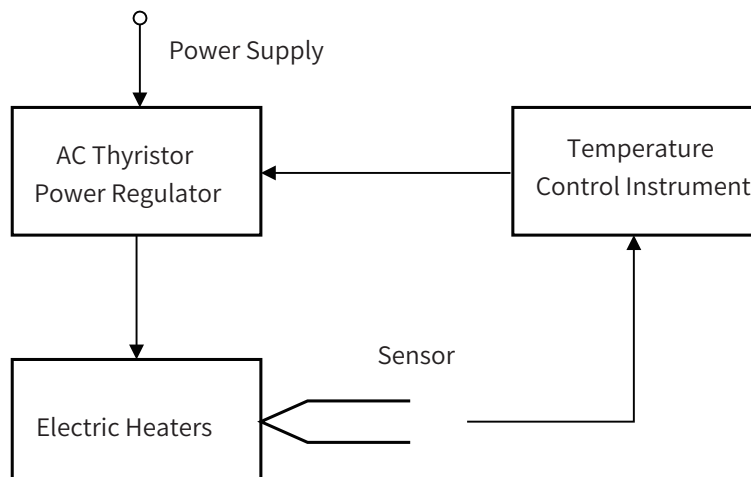 Power Supply
AC Thyristor
Power Regulator
Temperature
Control Instrument
Sensor
Electric Heaters